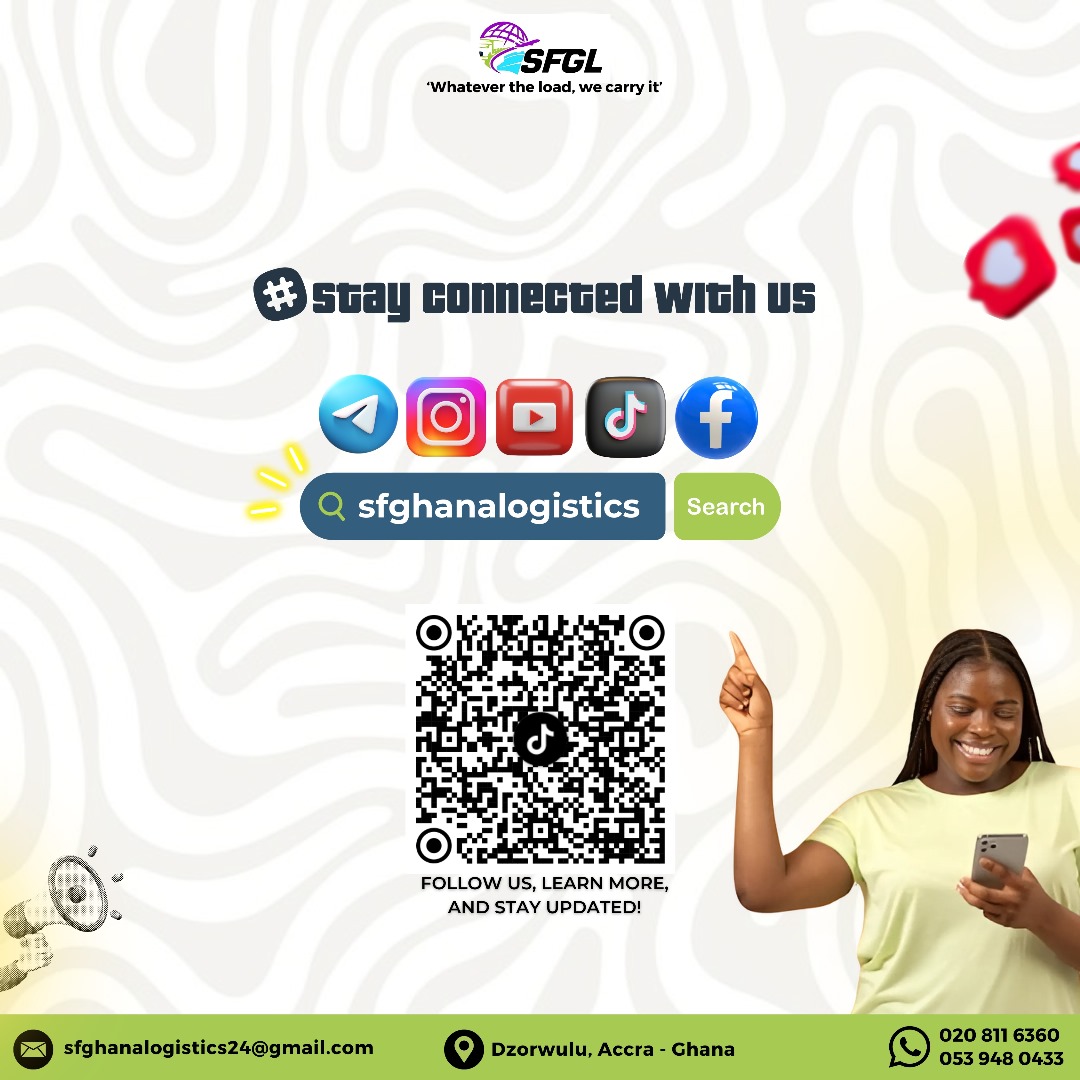 SFGL
‘Whatever the load, we carry it’
#stay connected with us
sfghanalogistics
Search
FOLLOW US, LEARN MORE,
AND STAY UPDATED!
sfghanalogistics24@gmail.com
Dzorwulu, Accra - Ghana
020 811 6360
053 948 0433